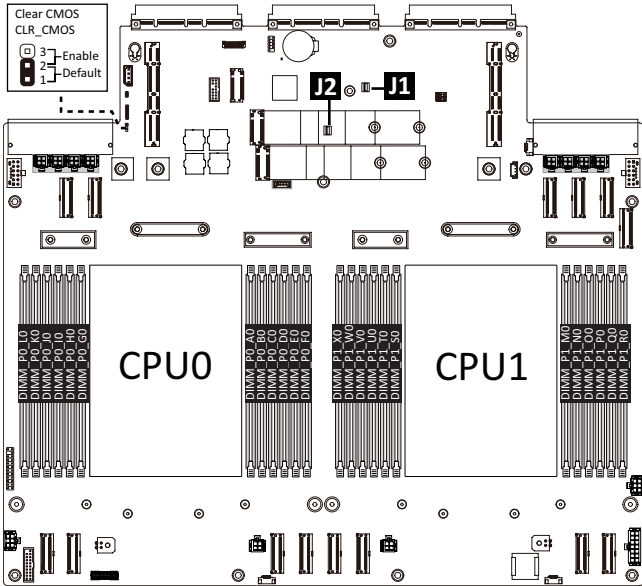 Clear CMOS
CLR_CMOS
3 Enable
2 Default
1
J2
J1
CPU0
CPU1
DIMM_P0_L0
DIMM_P0_K0
DIMM_P0_J0
DIMM_P0_I0
DIMM_P0_H0
DIMM_P0_G0
DIMM_P0_A0
DIMM_P0_B0
DIMM_P0_C0
DIMM_P0_D0
DIMM_P0_E0
DIMM_P0_F0
DIMM_P1_X0
DIMM_P1_W0
DIMM_P1_V0
DIMM_P1_U0
DIMM_P1_T0
DIMM_P1_S0
DIMM_P1_M0
DIMM_P1_N0
DIMM_P1_O0
DIMM_P1_P0
DIMM_P1_Q0
DIMM_P1_R0